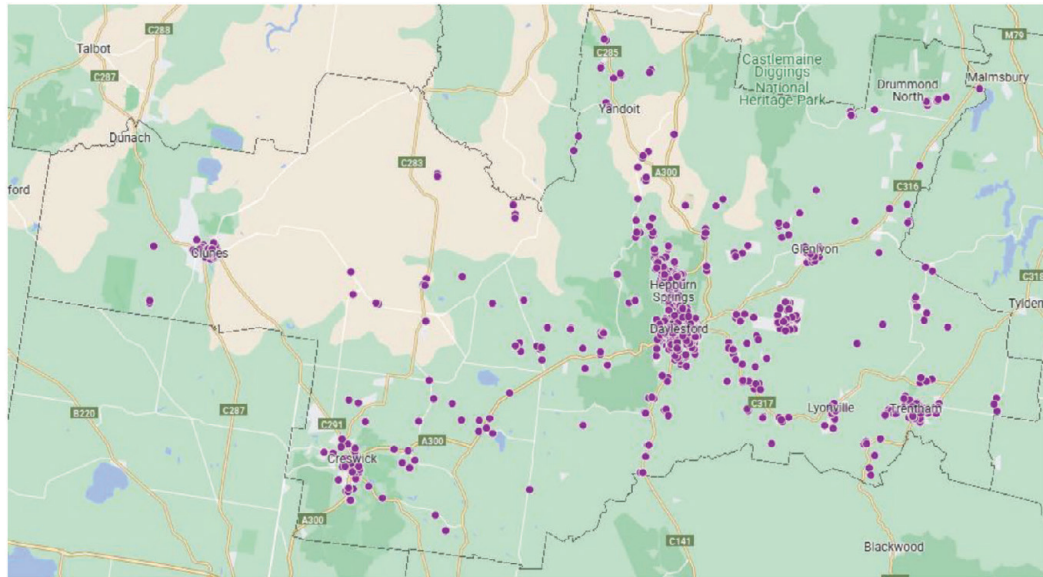 C288
Talbot
C287
C285
M79
Castlemaine
Diggings
National
Heritage Park
Drummond
North
Malmsbury
Yandoit
Dunach
C283
A300
C316
ford
Clunes
Glenlyon
Hepburn
Springs
C318
Tylden
Daylesford
B220
C287
C317
Lyonville
Trentham
C291
A300
Creswick
A300
C141
Blackwood